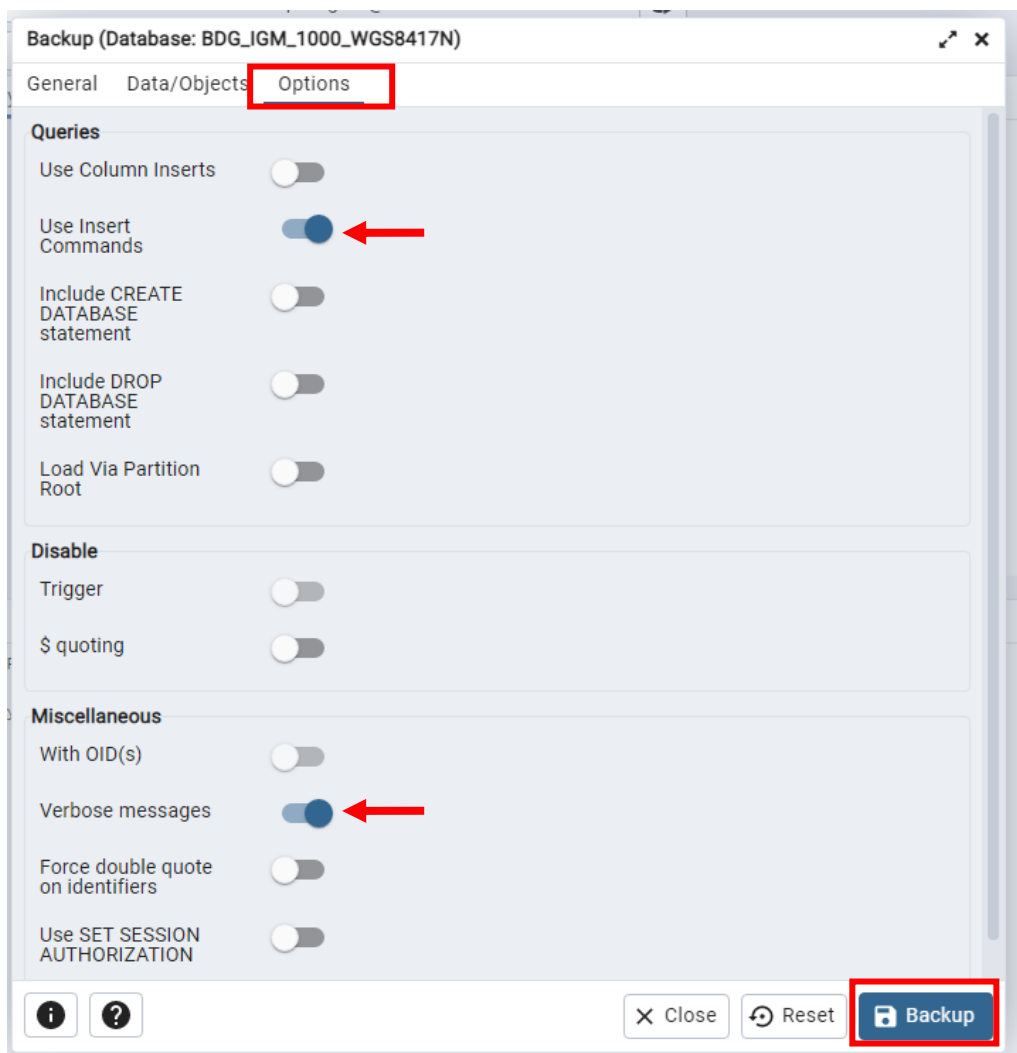 Backup (Database: BDG_IGM_1000_WGS8417N)
General Data/Objects Options
Queries
Use Column Inserts
Use Insert
Commands
Include CREATE
DATABASE
statement
Include DROP
DATABASE
statement
Load Via Partition
Root
Disable
Trigger
$ quoting
Miscellaneous
With OID(s)
Verbose messages
Force double quote
on identifiers
Use SET SESSION
AUTHORIZATION
Close Reset Backup